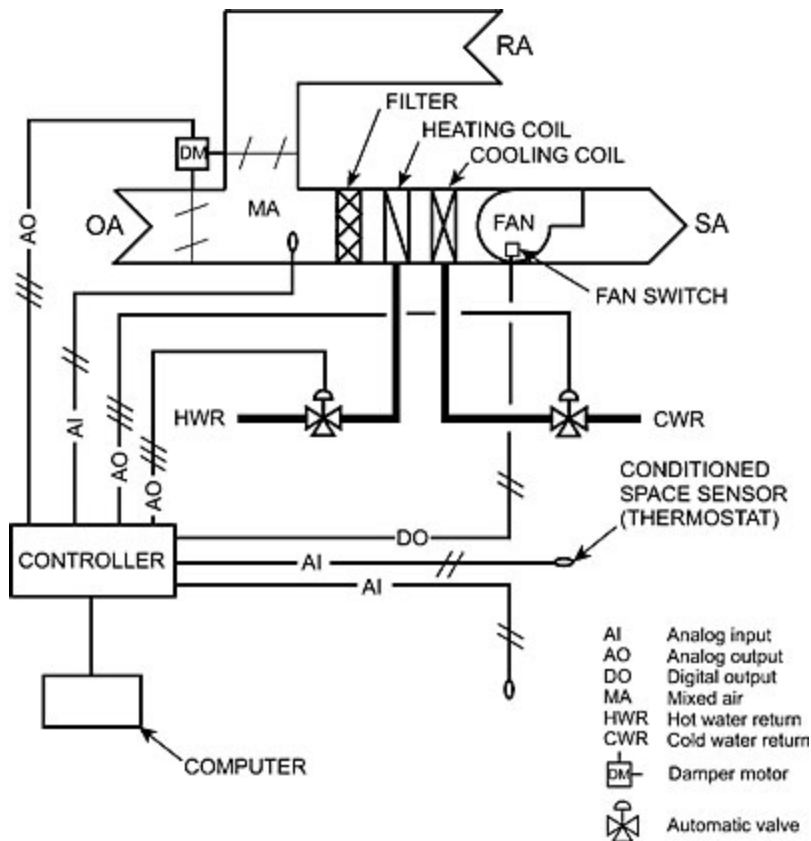 RA
FILTER
HEATING COIL
COOLING COIL
DM
OA
MA
FAN
SA
FAN SWITCH
AO
AI
AO
AO
HWR
CWR
CONDITIONED
SPACE SENSOR
(THERMOSTAT)
DO
CONTROLLER
AI
AI
COMPUTER
AI Analog input
AO Analog output
DO Digital output
MA Mixed air
HWR Hot water return
CWR Cold water return
DM Damper motor
Automatic valve